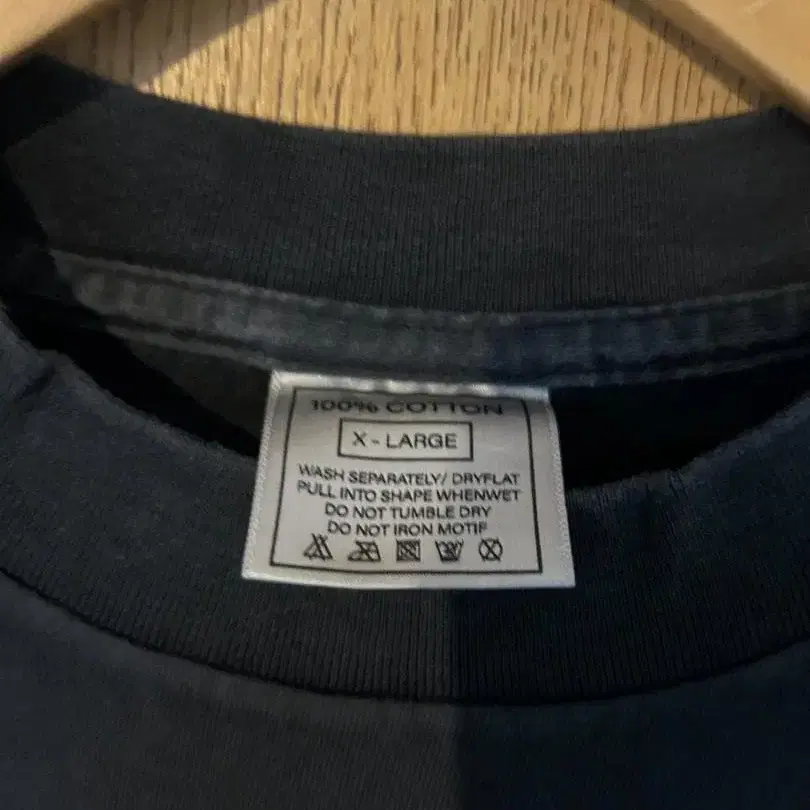 100% COTTON
X - LARGE
WASH SEPARATELY/ DRYFLAT
PULL INTO SHAPE WHENWET
DO NOT TUMBLE DRY
DO NOT IRON MOTIF